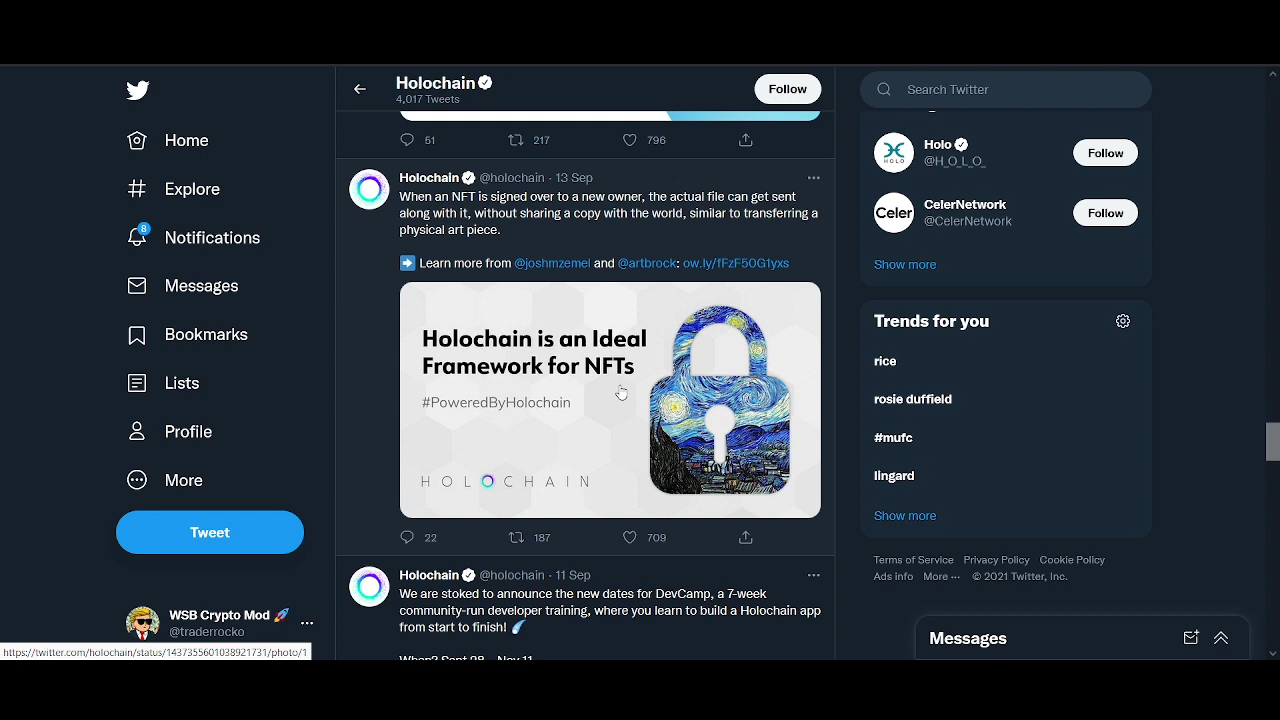 Home
Explore
8
Notifications
Messages
Bookmarks
Lists
Profile
More
Tweet
WSB Crypto Mod 🚀
@traderrocko
...
https://twitter.com/holochain/status/1437355601038921731/photo/1
Holochain
4,017 Tweets
Follow
51 217 796
Holochain @holochain · 13 Sep
When an NFT is signed over to a new owner, the actual file can get sent
along with it, without sharing a copy with the world, similar to transferring a
physical art piece.
➡ Learn more from @joshmzemel and @artbrock: ow.ly/fFzF50G1yxs
Holochain is an Ideal
Framework for NFTs
#PoweredByHolochain
HOLOCHAIN
22 187 709
Holochain @holochain · 11 Sep
We are stoked to announce the new dates for DevCamp, a 7-week
community-run developer training, where you learn to build a Holochain app
from start to finish!
When? Sept 28 - Nov 11
Search Twitter
Holo
@H_O_L_O_
HOLO
Follow
CelerNetwork
@CelerNetwork
Celer
Follow
Show more
Trends for you
rice
rosie duffield
#mufc
lingard
Show more
Terms of Service Privacy Policy Cookie Policy
Ads info More ··· © 2021 Twitter, Inc.
Messages